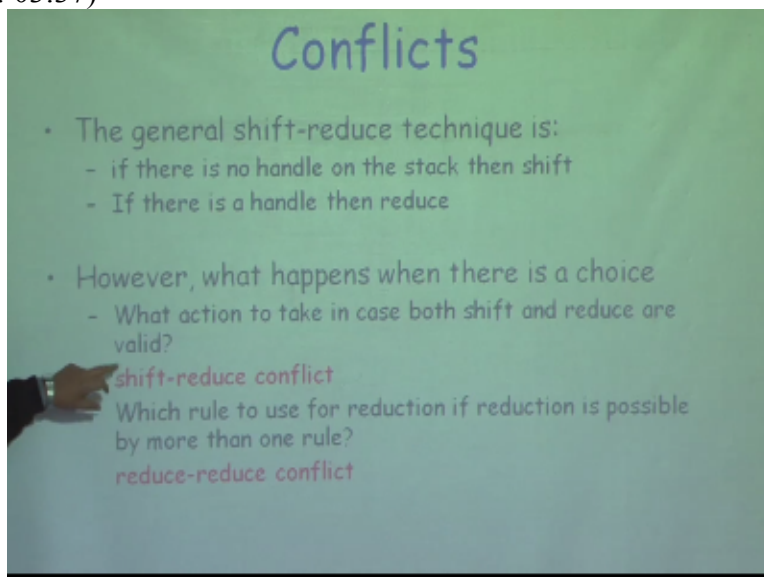 03:37)
Conflicts
• The general shift-reduce technique is:
- if there is no handle on the stack then shift
- If there is a handle then reduce
• However, what happens when there is a choice
- What action to take in case both shift and reduce are
valid?
shift-reduce conflict
Which rule to use for reduction if reduction is possible
by more than one rule?
reduce-reduce conflict